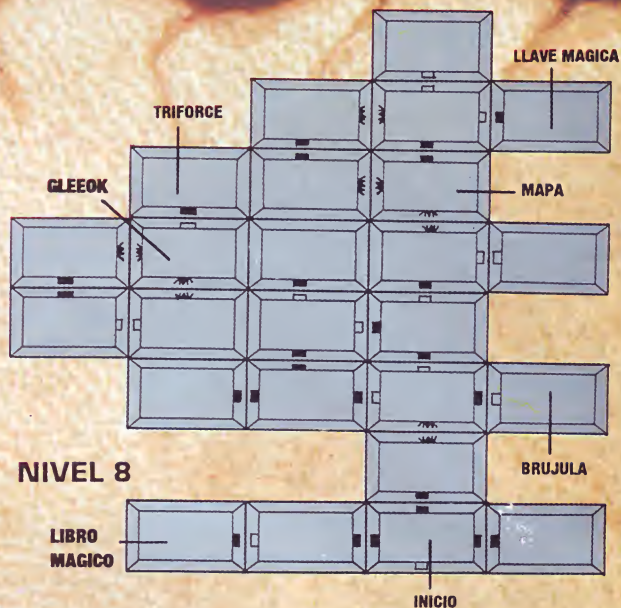 LLAVE MAGICA
TRIFORCE
GLEEOK
MAPA
NIVEL 8
BRUJULA
LIBRO
MAGICO
INICIO